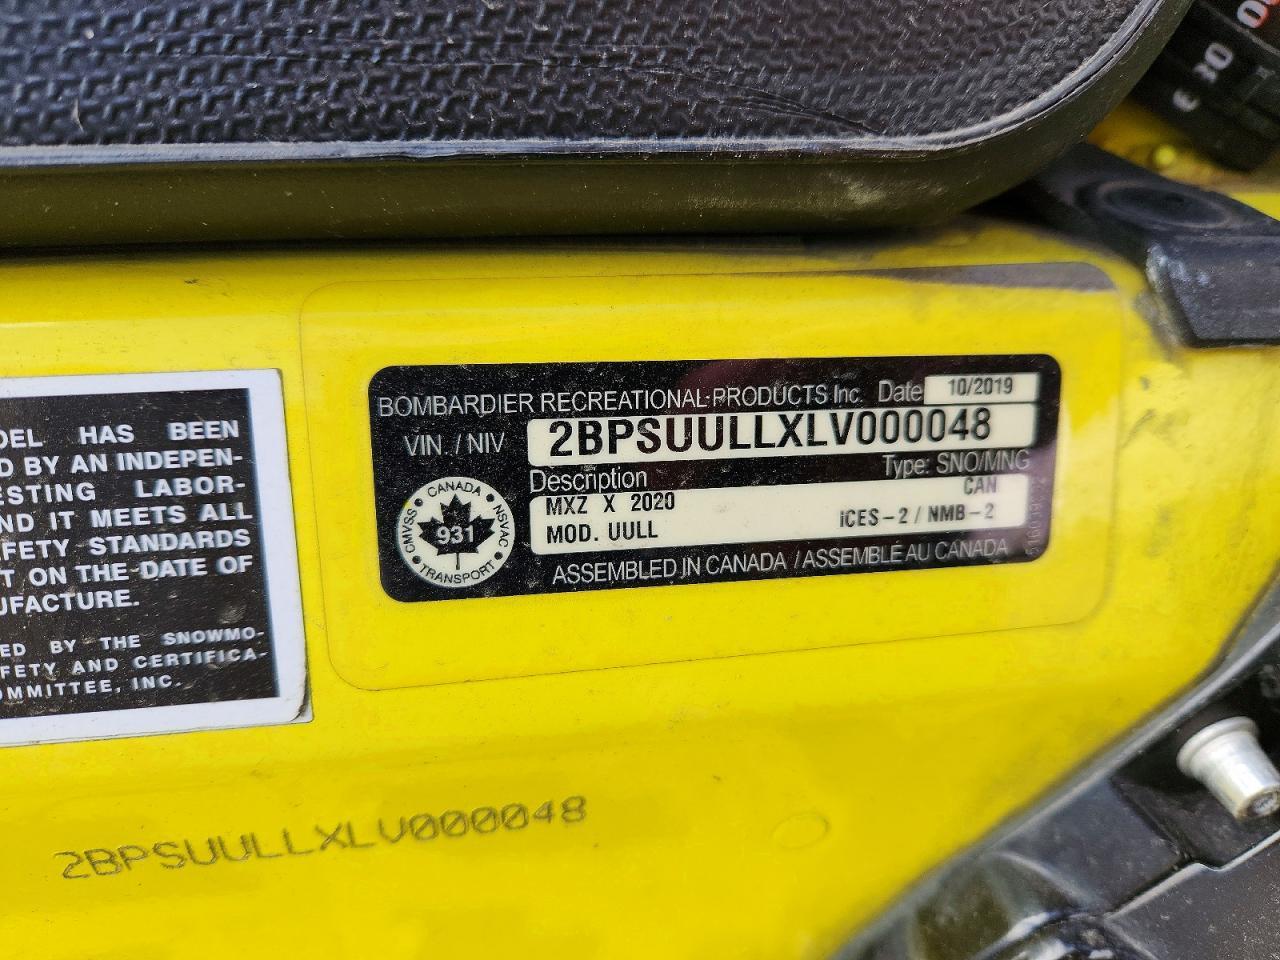 BOMBARDIER RECREATIONAL PRODUCTS Inc. Date 10/2019
VIN. / NIV 2BPSUULLXLV000048
Description Type: SNO/MNG
MXZ X 2020 CAN
MOD. UULL ICES-2 / NMB-2
CANADA
CMVSS NSVAC
931
TRANSPORT
ASSEMBLED IN CANADA / ASSEMBLÉ AU CANADA
DEL HAS BEEN
D BY AN INDEPEN-
ESTING LABOR-
ND IT MEETS ALL
FETY STANDARDS
T ON THE DATE OF
UFACTURE.
ED BY THE SNOWMO-
FETY AND CERTIFICA-
OMMITTEE, INC.
2BPSUULLXLV000048